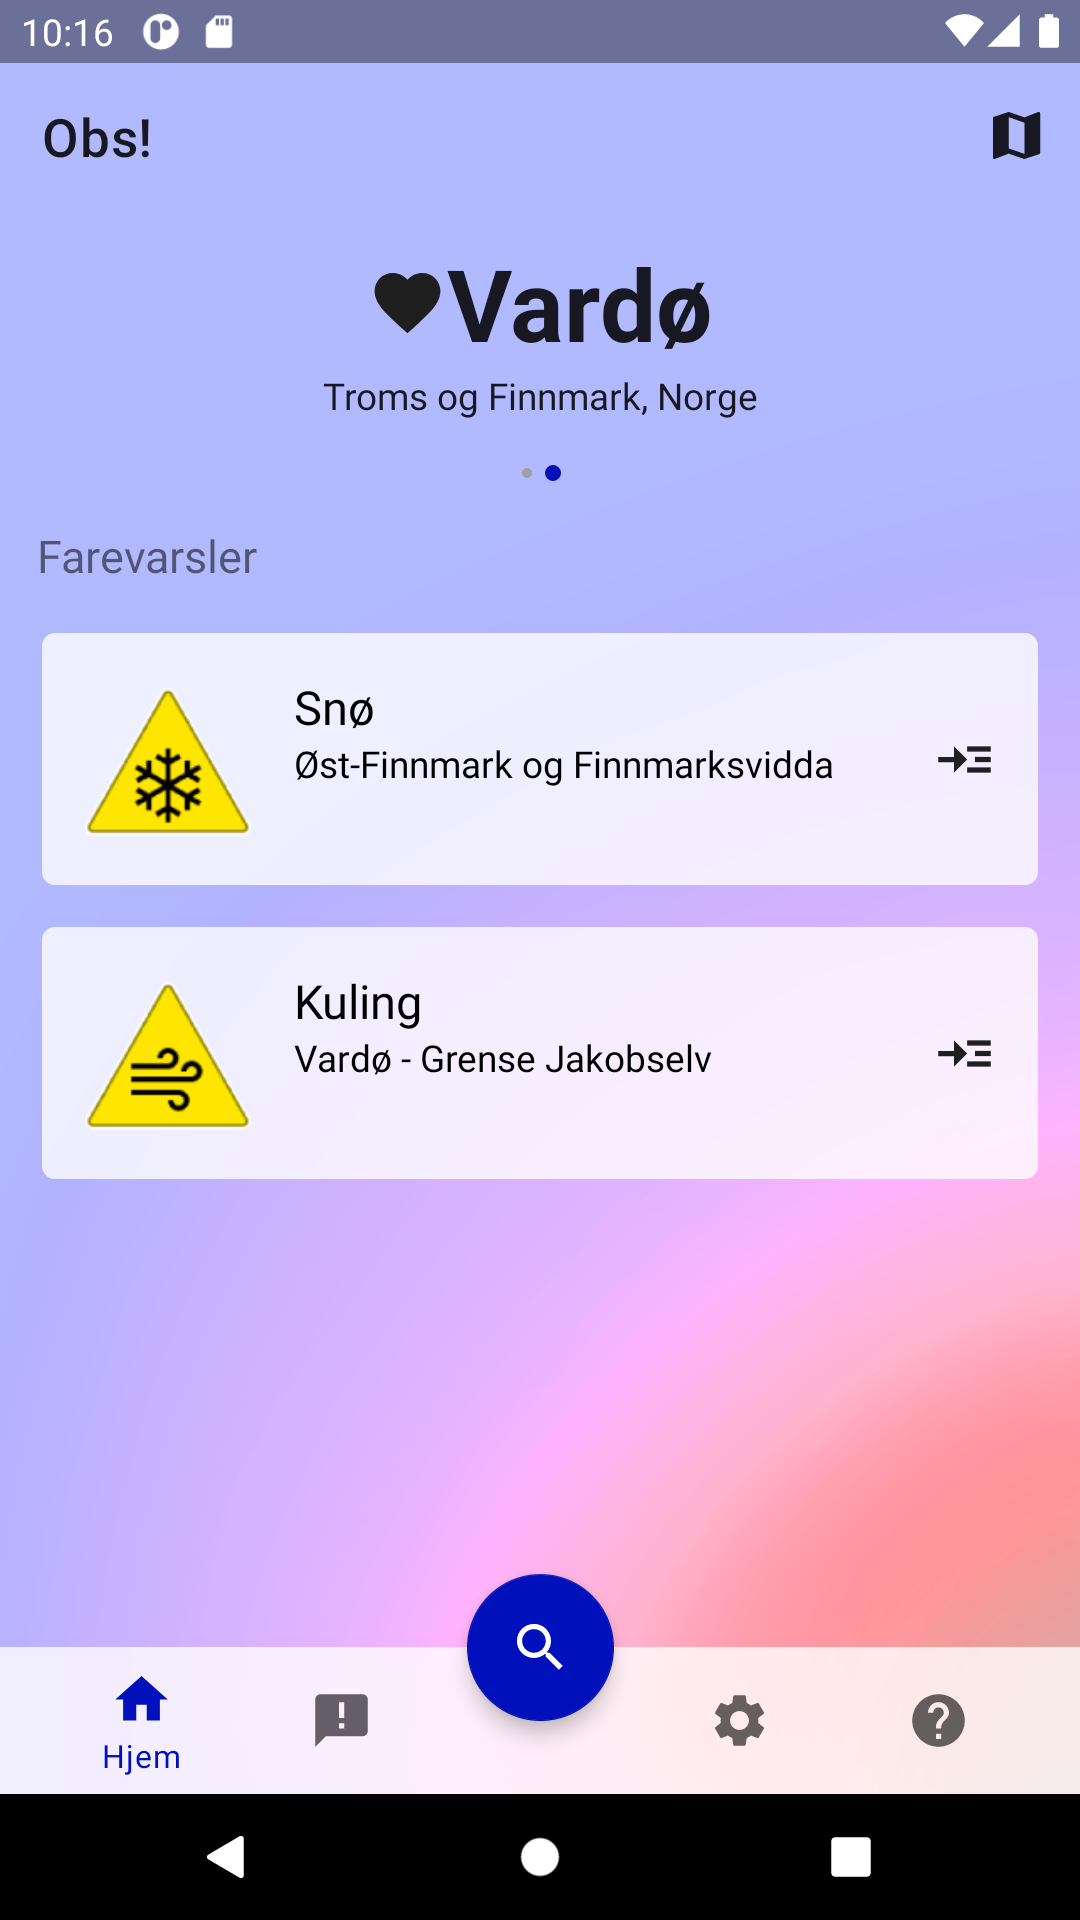 10:16
Obs!
Vardø
Troms og Finnmark, Norge
Farevarsler
Snø
Øst-Finnmark og Finnmarksvidda
Kuling
Vardø - Grense Jakobselv
Hjem